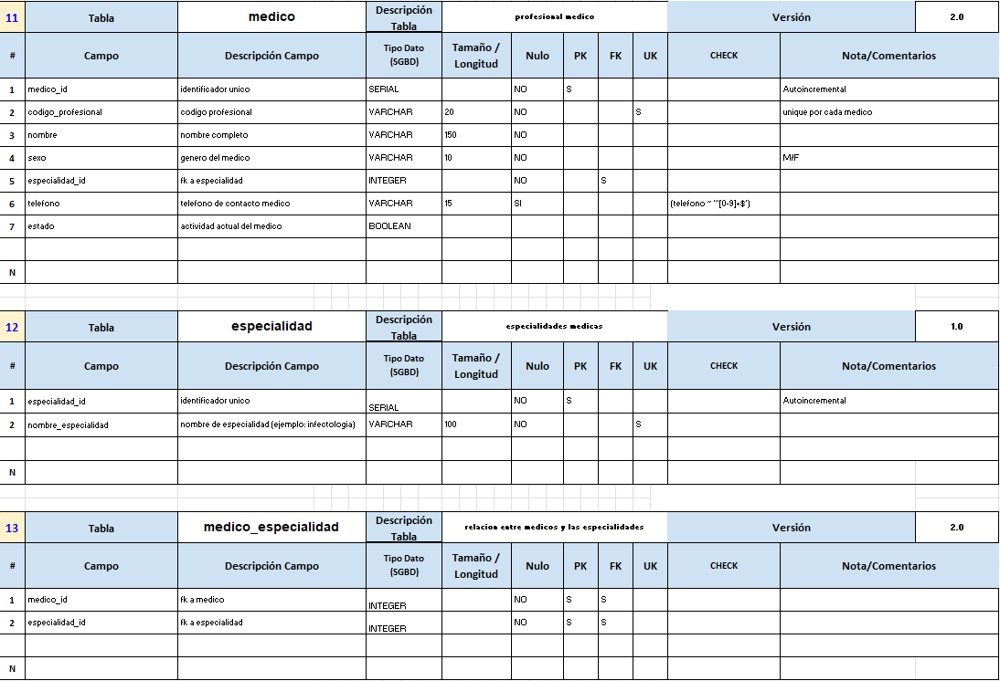 11 Tabla medico Descripción Tabla profesional medico Versión 2.0
# Campo Descripción Campo Tipo Dato (SGBD) Tamaño / Longitud Nulo PK FK UK CHECK Nota/Comentarios
1 medico_id identificador unico SERIAL NO S Autoincremental
2 codigo_profesional codigo profesional VARCHAR 20 NO S unique por cada medico
3 nombre nombre completo VARCHAR 150 NO
4 sexo genero del medico VARCHAR 10 NO M/F
5 especialidad_id fk a especialidad INTEGER NO S
6 telefono telefono de contacto medico VARCHAR 15 SI (telefono ~ '^[0-9]+$')
7 estado actividad actual del medico BOOLEAN
N
12 Tabla especialidad Descripción Tabla especialidades medicas Versión 1.0
# Campo Descripción Campo Tipo Dato (SGBD) Tamaño / Longitud Nulo PK FK UK CHECK Nota/Comentarios
1 especialidad_id identificador unico SERIAL NO S Autoincremental
2 nombre_especialidad nombre de especialidad (ejemplo: infectologia) VARCHAR 100 NO S
N
13 Tabla medico_especialidad Descripción Tabla relacion entre medicos y las especialidades Versión 2.0
# Campo Descripción Campo Tipo Dato (SGBD) Tamaño / Longitud Nulo PK FK UK CHECK Nota/Comentarios
1 medico_id fk a medico INTEGER NO S S
2 especialidad_id fk a especialidad INTEGER NO S S
N